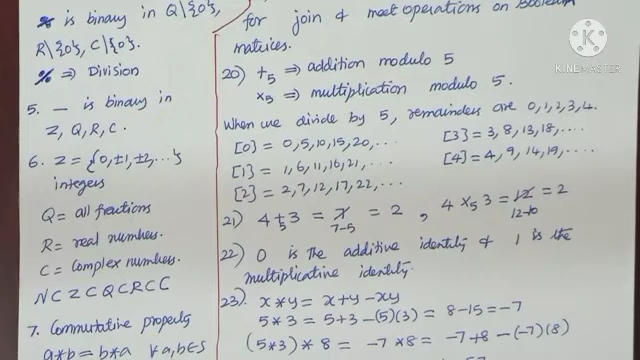 % is binary in Q\{0},
R\{0}, C\{0}.
% ⇒ Division
5. — is binary in
Z, Q, R, C.
6. Z = {0, ±1, ±2, ...}
integers
Q = all fractions
R = real numbers.
C = Complex numbers.
N C Z C Q C R C C
7. Commutative property
a*b = b*a ∀ a,b∈S
for join & meet operations on Boolean
matrices.
20) +₅ ⇒ addition modulo 5
×₅ ⇒ multiplication modulo 5.
When we divide by 5, remainders are 0,1,2,3,4.
[0] = 0, 5, 10, 15, 20, ... [3] = 3, 8, 13, 18, ....
[1] = 1, 6, 11, 16, 21, ... [4] = 4, 9, 14, 19, ....
[2] = 2, 7, 12, 17, 22, ...
21) 4 +₅ 3 = 7 = 2 , 4 ×₅ 3 = 12 = 2
7-5 12-10
22) 0 is the additive identity & 1 is the
multiplicative identity.
23) x*y = x+y-xy
5*3 = 5+3-(5)(3) = 8-15 = -7
(5*3)*8 = -7*8 = -7+8-(-7)(8)
KINEMASTER